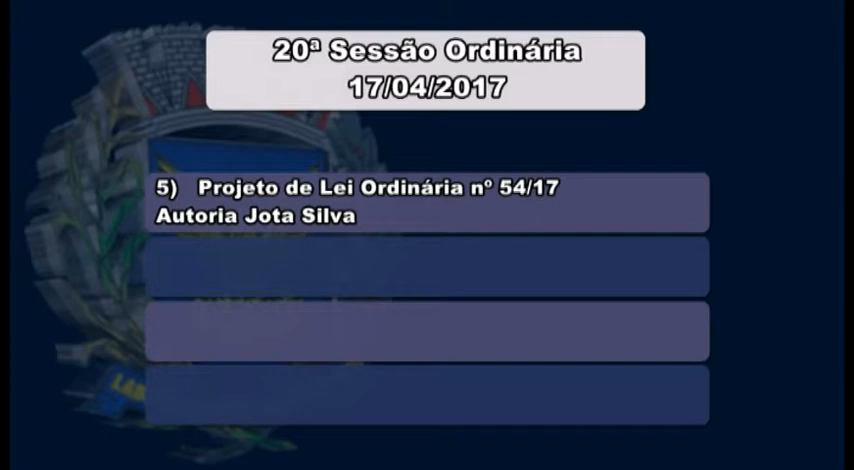 20ª Sessão Ordinária
17/04/2017
5) Projeto de Lei Ordinária nº 54/17
Autoria Jota Silva